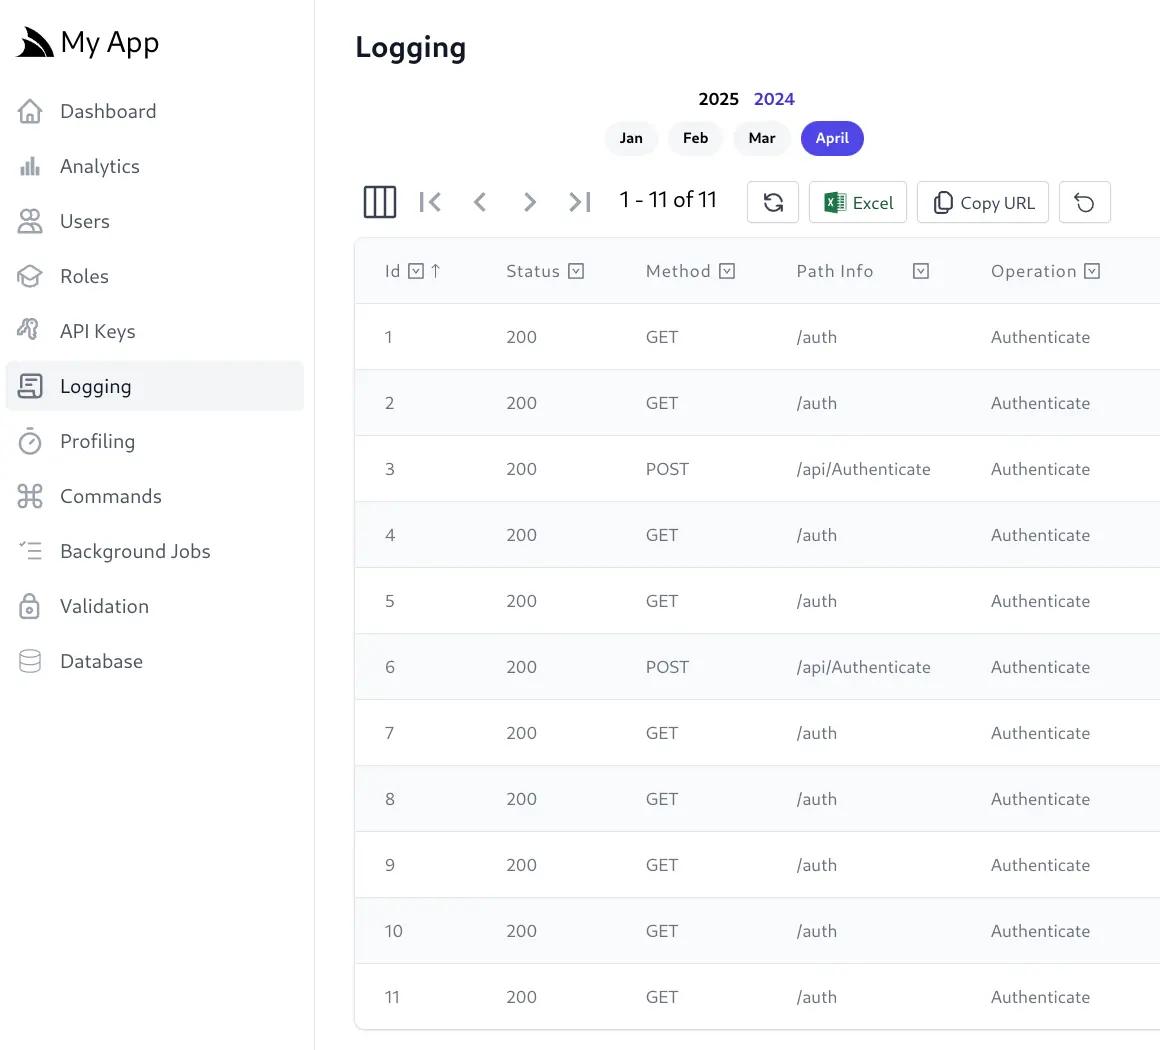 My App
Dashboard
Analytics
Users
Roles
API Keys
Logging
Profiling
Commands
Background Jobs
Validation
Database
Logging
2025 2024
Jan Feb Mar April
1 - 11 of 11 Excel Copy URL
Id ↑ Status Method Path Info Operation
1 200 GET /auth Authenticate
2 200 GET /auth Authenticate
3 200 POST /api/Authenticate Authenticate
4 200 GET /auth Authenticate
5 200 GET /auth Authenticate
6 200 POST /api/Authenticate Authenticate
7 200 GET /auth Authenticate
8 200 GET /auth Authenticate
9 200 GET /auth Authenticate
10 200 GET /auth Authenticate
11 200 GET /auth Authenticate